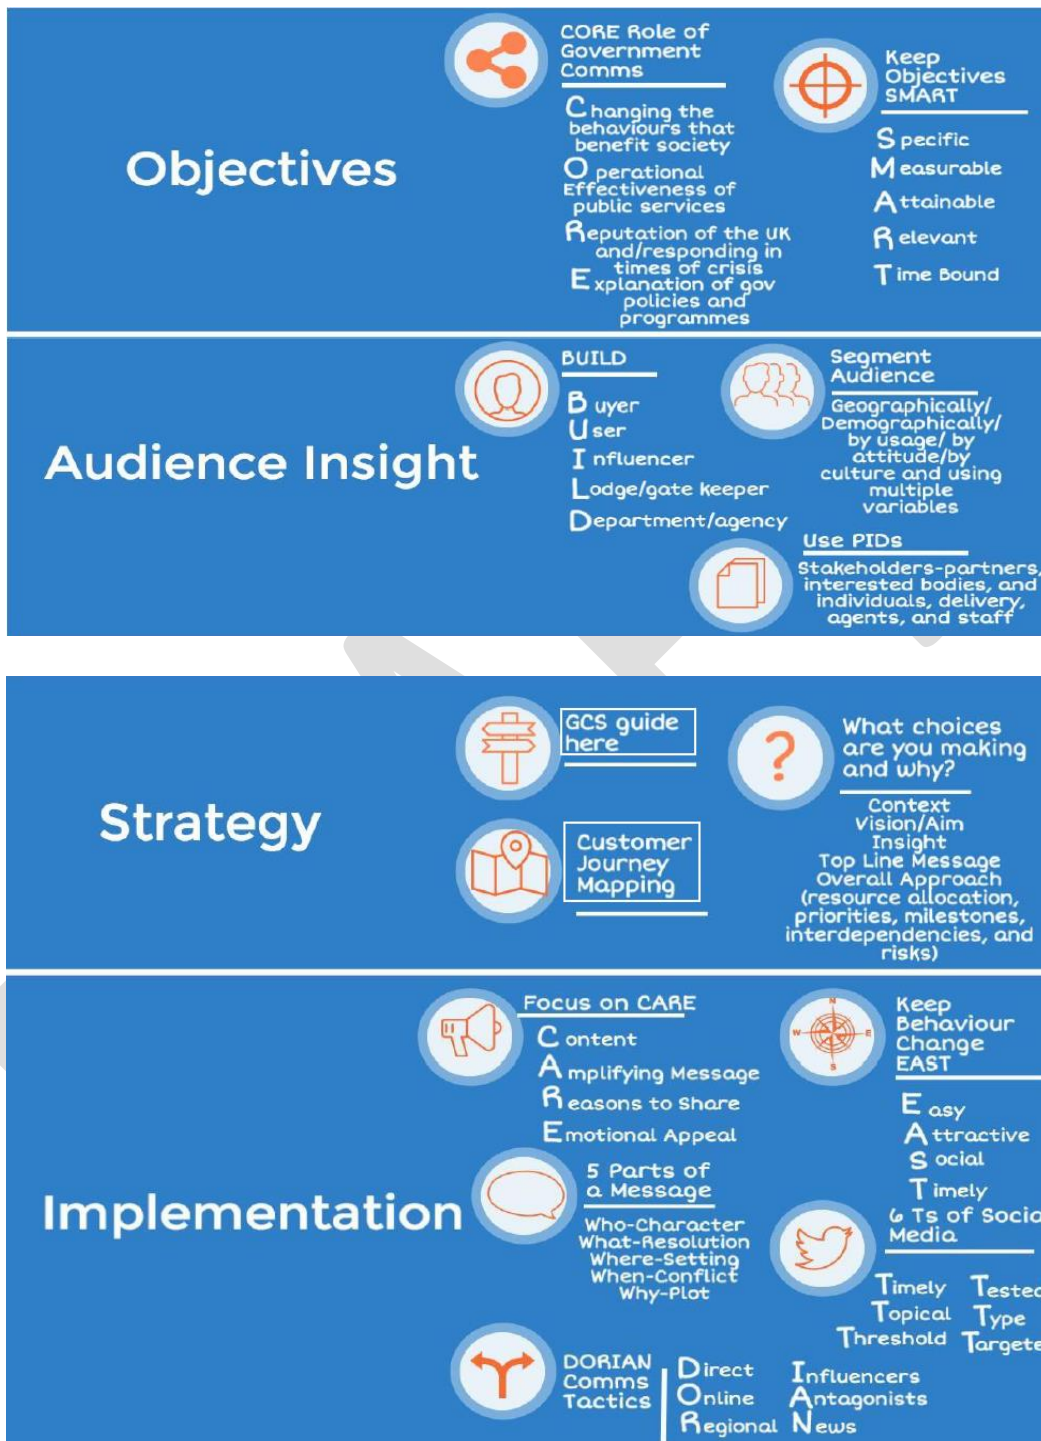 Objectives
CORE Role of
Government
Comms
Changing the
behaviours that
benefit society
Operational
Effectiveness of
public services
Reputation of the UK
and/responding in
times of crisis
Explanation of gov
policies and
programmes
Keep
Objectives
SMART
Specific
Measurable
Attainable
Relevant
Time Bound
Audience Insight
BUILD
Buyer
User
Influencer
Lodge/gate keeper
Department/agency
Segment
Audience
Geographically/
Demographically/
by usage/ by
attitude/by
culture and using
multiple
variables
Use PIDs
Stakeholders-partners,
interested bodies, and
individuals, delivery,
agents, and staff
Strategy
GCS guide
here
Customer
Journey
Mapping
?
What choices
are you making
and why?
Context
Vision/Aim
Insight
Top Line Message
Overall Approach
(resource allocation,
priorities, milestones,
interdependencies, and
risks)
Implementation
Focus on CARE
Content
Amplifying Message
Reasons to Share
Emotional Appeal
5 Parts of
a Message
Who-Character
What-Resolution
Where-Setting
When-Conflict
Why-Plot
DORIAN
Comms
Tactics
Direct
Online
Regional
Influencers
Antagonists
News
W E S
Keep
Behaviour
Change
EAST
Easy
Attractive
Social
Timely
6 Ts of Socia
Media
Timely Tested
Topical Type
Threshold Targete